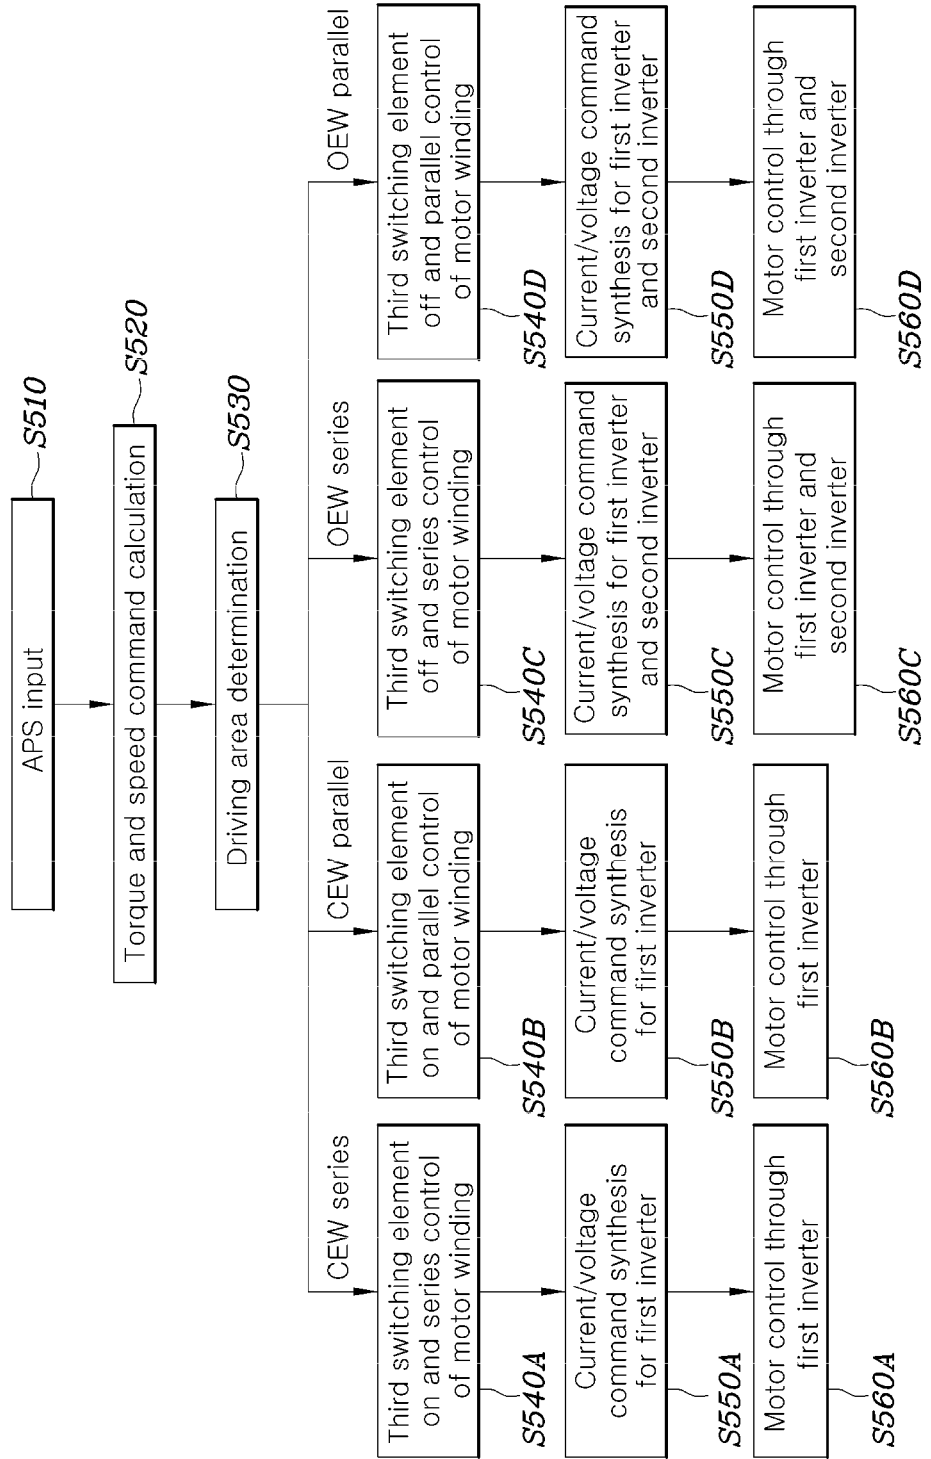 APS input
S510
Torque and speed command calculation
S520
Driving area determination
S530
CEW series
CEW parallel
OEW series
OEW parallel
Third switching element
on and series control
of motor winding
S540A
Third switching element
on and parallel control
of motor winding
S540B
Third switching element
off and series control
of motor winding
S540C
Third switching element
off and parallel control
of motor winding
S540D
Current/voltage
command synthesis
for first inverter
S550A
Current/voltage
command synthesis
for first inverter
S550B
Current/voltage command
synthesis for first inverter
and second inverter
S550C
Current/voltage command
synthesis for first inverter
and second inverter
S550D
Motor control through
first inverter
S560A
Motor control through
first inverter
S560B
Motor control through
first inverter and
second inverter
S560C
Motor control through
first inverter and
second inverter
S560D